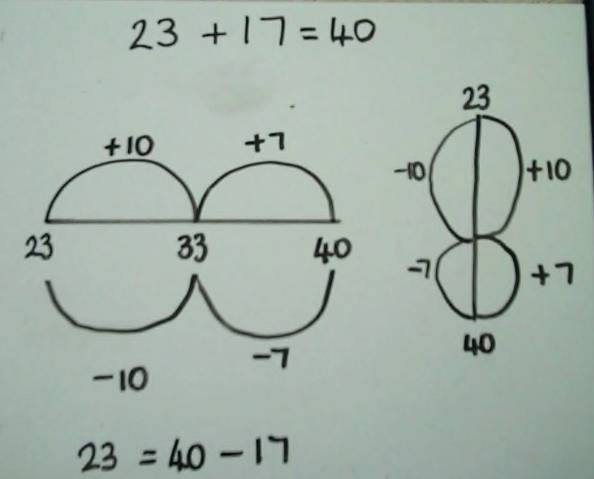 23 + 17 = 40
+10 +7
23 33 40
-10 -7
23
-10 +10
-7 +7
40
23 = 40 - 17